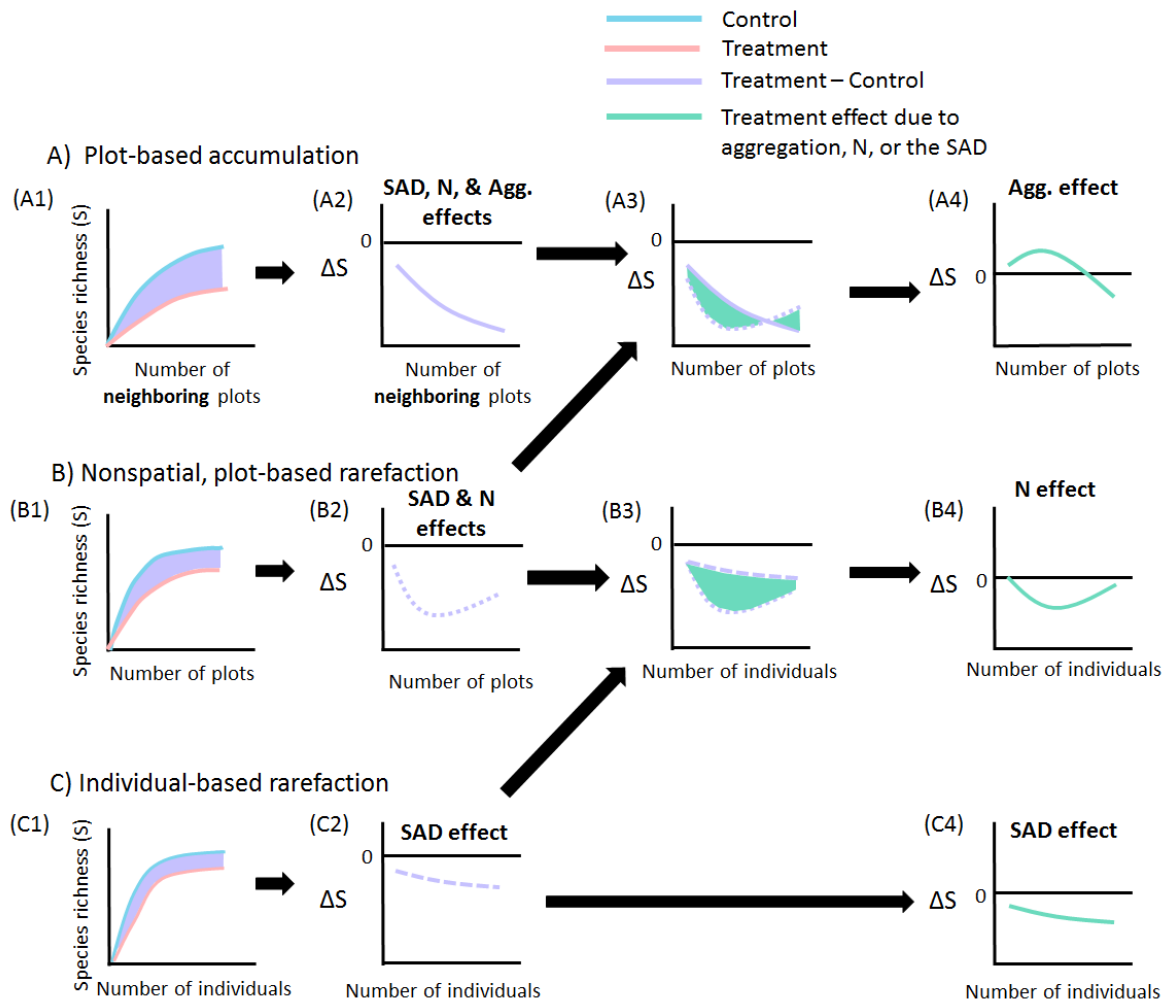 Control
Treatment
Treatment – Control
Treatment effect due to
aggregation, N, or the SAD
A) Plot-based accumulation
(A1)
Species richness (S)
Number of
neighboring plots
(A2)
SAD, N, & Agg.
effects
0
ΔS
Number of
neighboring plots
(A3)
0
ΔS
Number of plots
(A4)
Agg. effect
ΔS
0
Number of plots
B) Nonspatial, plot-based rarefaction
(B1)
Species richness (S)
Number of plots
(B2)
SAD & N
effects
0
ΔS
Number of plots
(B3)
0
ΔS
Number of individuals
(B4)
N effect
0
ΔS
Number of individuals
C) Individual-based rarefaction
(C1)
Species richness (S)
Number of individuals
(C2)
SAD effect
0
ΔS
Number of individuals
(C4)
SAD effect
0
ΔS
Number of individuals